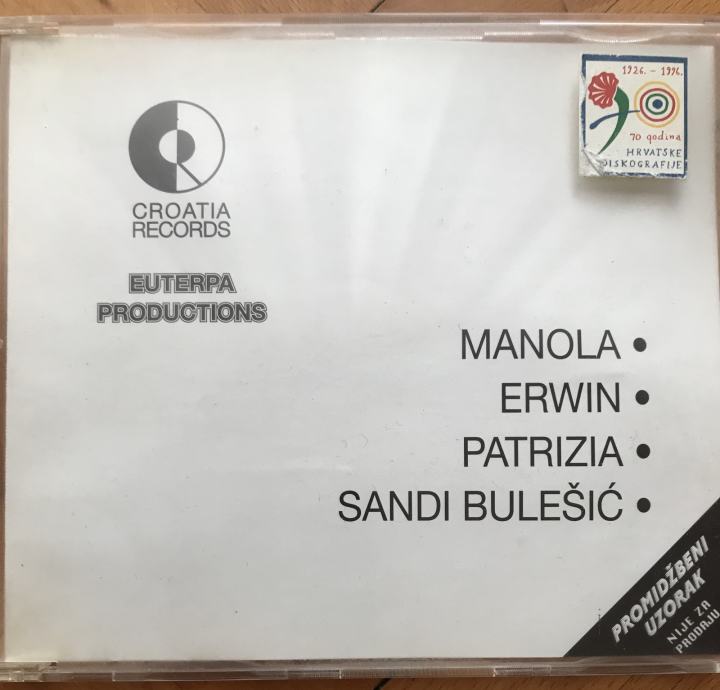 1926. - 1996.
70 godina
HRVATSKE
DISKOGRAFIJE
CROATIA
RECORDS
EUTERPA
PRODUCTIONS
MANOLA •
ERWIN •
PATRIZIA •
SANDI BULEŠIĆ •
PROMIDŽBENI
UZORAK
NIJE ZA
PRODAJU